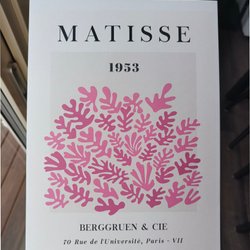 MATISSE
1953
BERGGRUEN & CIE
70 Rue de l'Université, Paris - VII